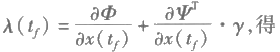 λ(t_f) = ∂Φ/∂x(t_f) + ∂Ψ^T/∂x(t_f) · γ, 得